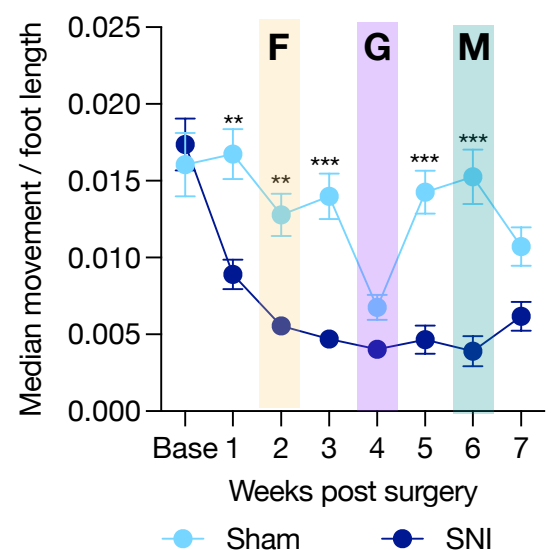 0.025
0.020
0.015
0.010
0.005
0.000
Median movement / foot length
F
G
M
**
**
***
***
***
Base 1 2 3 4 5 6 7
Weeks post surgery
Sham SNI